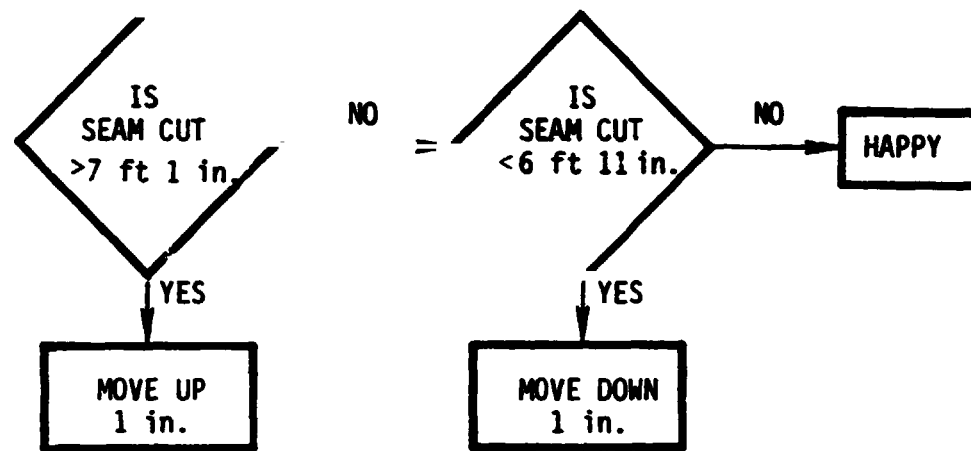 IS
SEAM CUT
>7 ft 1 in.
NO
IS
SEAM CUT
<6 ft 11 in.
NO
HAPPY
YES
MOVE UP
1 in.
YES
MOVE DOWN
1 in.